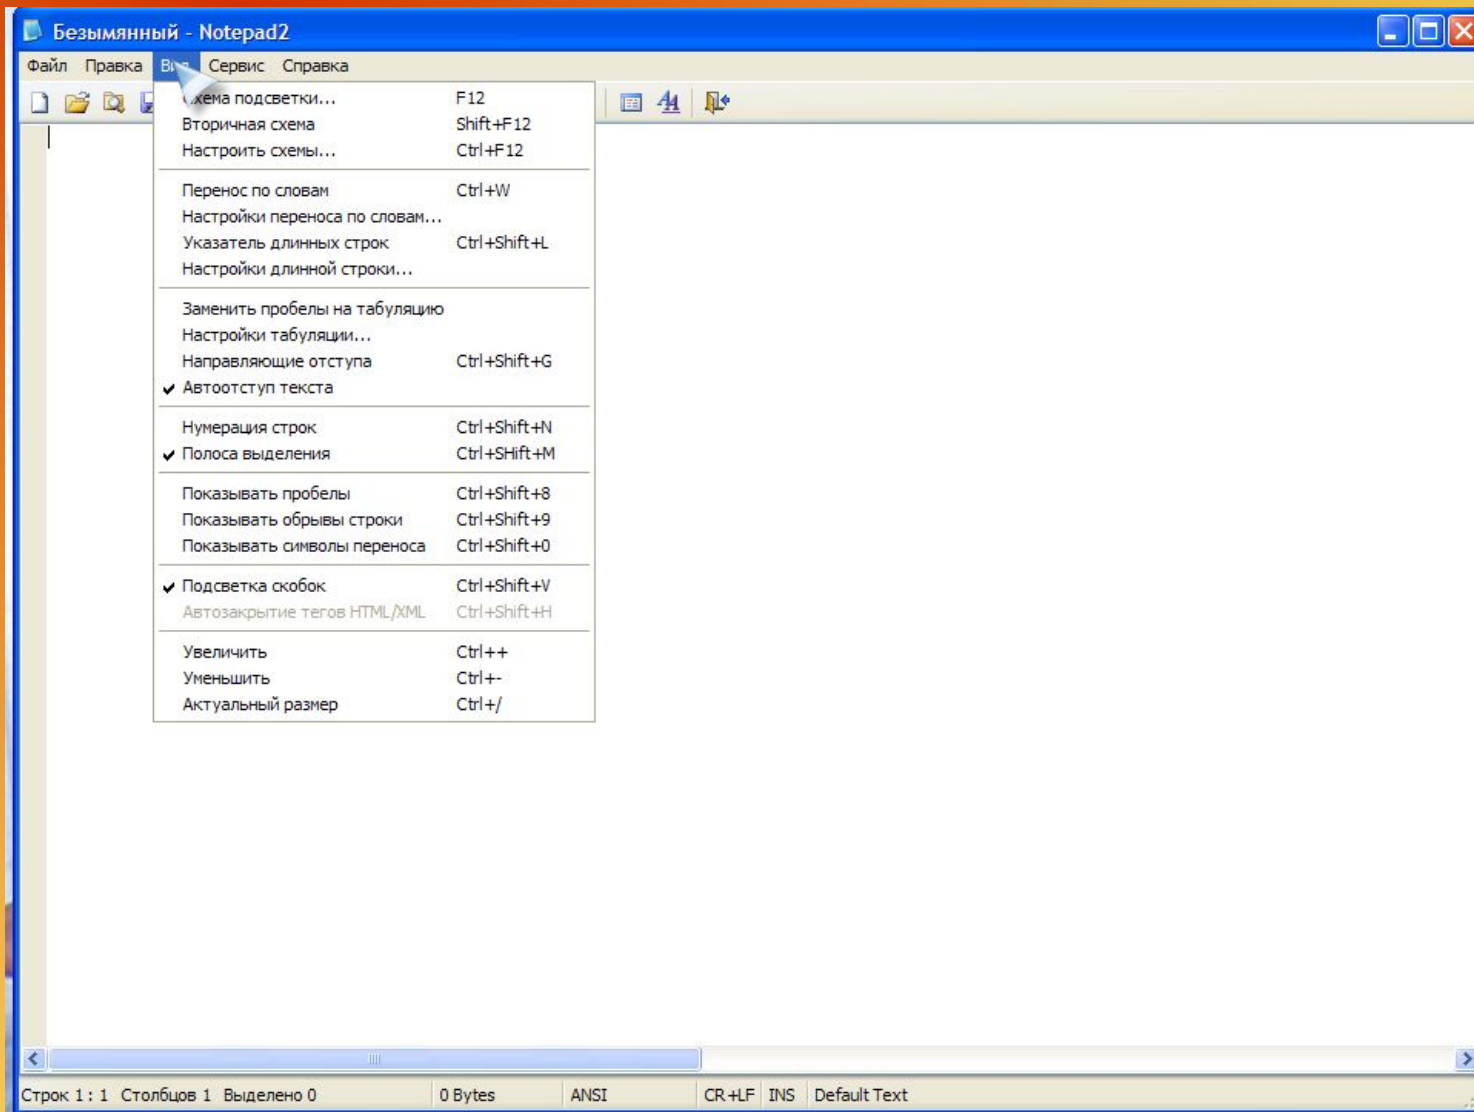 Безымянный - Notepad2
Файл Правка Сервис Справка
подсветки... F12
Вторичная схема Shift+F12
Настроить схемы... Ctrl+F12
Перенос по словам Ctrl+W
Настройки переноса по словам...
Указатель длинных строк Ctrl+Shift+L
Настройки длинной строки...
Заменить пробелы на табуляцию
Настройки табуляции...
Направляющие отступа Ctrl+Shift+G
Автоотступ текста
Нумерация строк Ctrl+Shift+N
Полоса выделения Ctrl+SHift+M
Показывать пробелы Ctrl+Shift+8
Показывать обрывы строки Ctrl+Shift+9
Показывать символы переноса Ctrl+Shift+0
Подсветка скобок Ctrl+Shift+V
Автозакрытие тегов HTML/XML Ctrl+Shift+H
Увеличить Ctrl++
Уменьшить Ctrl+-
Актуальный размер Ctrl+/
Строк 1 : 1 Столбцов 1 Выделено 0 0 Bytes ANSI CR+LF INS Default Text